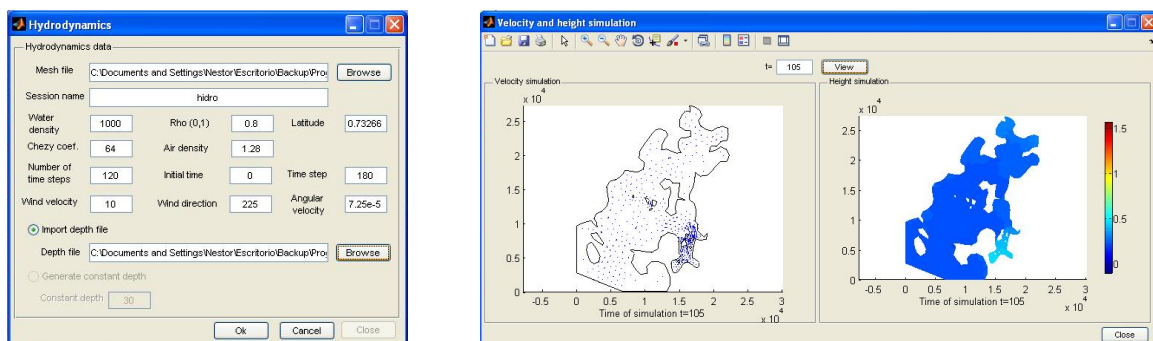 Hydrodynamics
Hydrodynamics data
Mesh file C:\Documents and Settings\Nestor\Escritorio\Backup\Pro Browse
Session name hidro
Water density 1000 Rho (0,1) 0.8 Latitude 0.73266
Chezy coef. 64 Air density 1.28
Number of time steps 120 Initial time 0 Time step 180
Wind velocity 10 Wind direction 225 Angular velocity 7.25e-5
Import depth file
Depth file C:\Documents and Settings\Nestor\Escritorio\Backup\Pro Browse
Generate constant depth
Constant depth 30
Ok Cancel Close
Velocity and height simulation
t= 105 View
Velocity simulation
x 10^4
2.5
2
1.5
1
0.5
0
-0.5 0 0.5 1 1.5 2 2.5 3
Time of simulation t=105
x 10^4
Height simulation
x 10^4
2.5
2
1.5
1
0.5
0
-0.5 0 0.5 1 1.5 2 2.5 3
Time of simulation t=105
x 10^4
1.5
1
0.5
0
Close